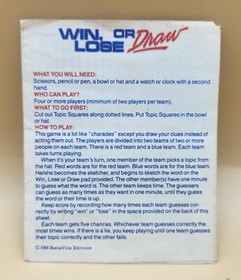 WIN, LOSE OR Draw
WHAT YOU WILL NEED:
Scissors, pencil or pen, a bowl or hat and a watch or clock with a second
hand.
WHO CAN PLAY?
Four or more players (minimum of two players per team).
WHAT TO DO FIRST:
Cut out Topic Squares along dotted lines. Put Topic Squares in the bowl
or hat.
HOW TO PLAY:
This game is a lot like "charades" except you draw your clues instead of
acting them out. The players are divided into two teams of two or more
people on each team. There is a red team and a blue team. Each team
takes turns playing.
When it's your team's turn, one member of the team picks a topic from
the hat. Red words are for the red team. Blue words are for the blue team.
He/she becomes the sketcher, and begins to sketch the word on the
Win, Lose or Draw pad provided. The other member(s) have one minute
to guess what the word is. The other team keeps time. The guessers
can guess as many times as they want to in one minute, until they guess
the word or their time is up.
Keep score by recording how many times each team guesses cor-
rectly by writing "win" or "lose" in the space provided on the back of this
sheet.
Each team gets five chances. Whichever team guesses correctly the
most times wins. If there is a tie, you keep playing until one team guesses
their topic correctly and the other fails.
© 1988 Buena Vista Television